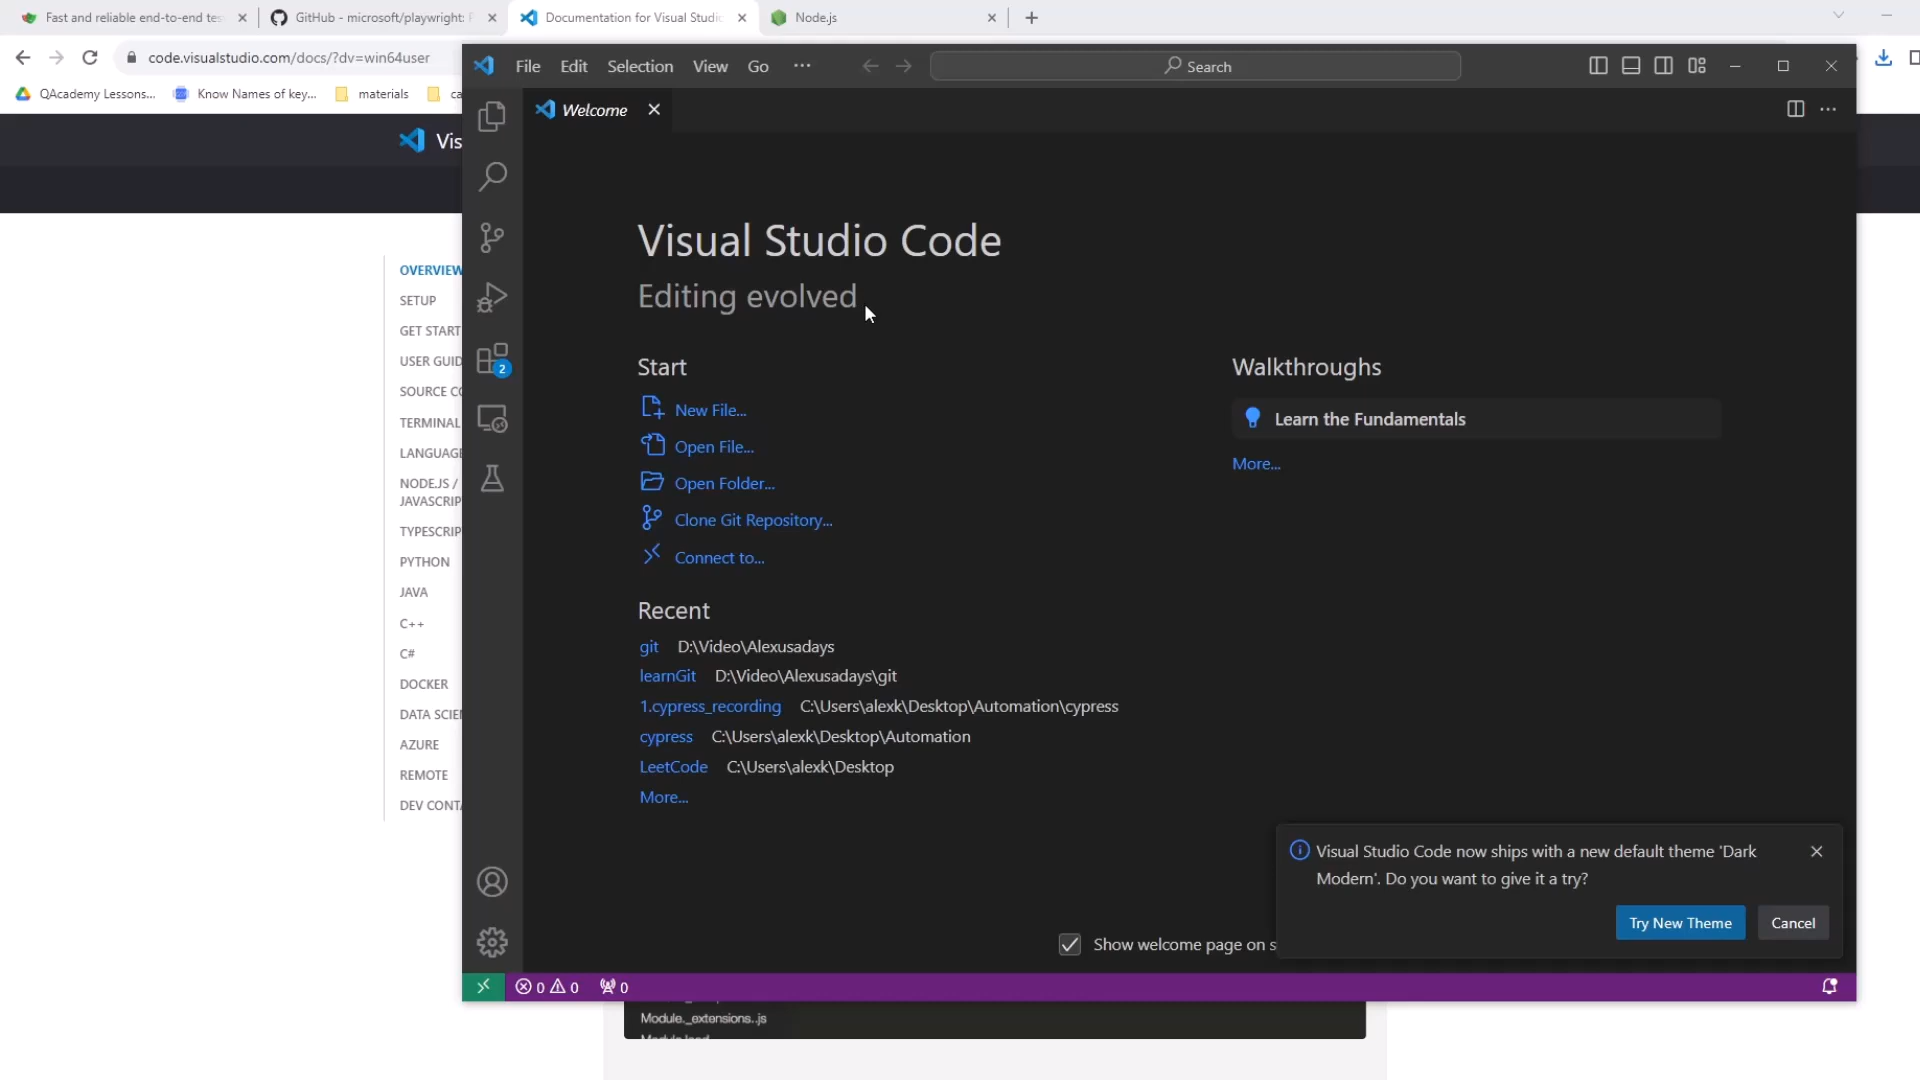 Fast and reliable end-to-end tes
GitHub - microsoft/playwright:
Documentation for Visual Studi
Node.js
code.visualstudio.com/docs/?dv=win64user
QAcademy Lessons...
Know Names of key...
materials
ca
File Edit Selection View Go ···
Search
Vis
Welcome
OVERVIEW
SETUP
GET START
USER GUID
SOURCE CO
TERMINAL
LANGUAGE
NODE.JS /
JAVASCRIP
TYPESCRIP
PYTHON
JAVA
C++
C#
DOCKER
DATA SCIE
AZURE
REMOTE
DEV CONTA
2
Visual Studio Code
Editing evolved
Start
New File...
Open File...
Open Folder...
Clone Git Repository...
Connect to...
Recent
git D:\Video\Alexusadays
learnGit D:\Video\Alexusadays\git
1.cypress_recording C:\Users\alexk\Desktop\Automation\cypress
cypress C:\Users\alexk\Desktop\Automation
LeetCode C:\Users\alexk\Desktop
More...
Walkthroughs
Learn the Fundamentals
More...
Visual Studio Code now ships with a new default theme 'Dark
Modern'. Do you want to give it a try?
Try New Theme
Cancel
Show welcome page on s
0 0 0
Module._extensions..js